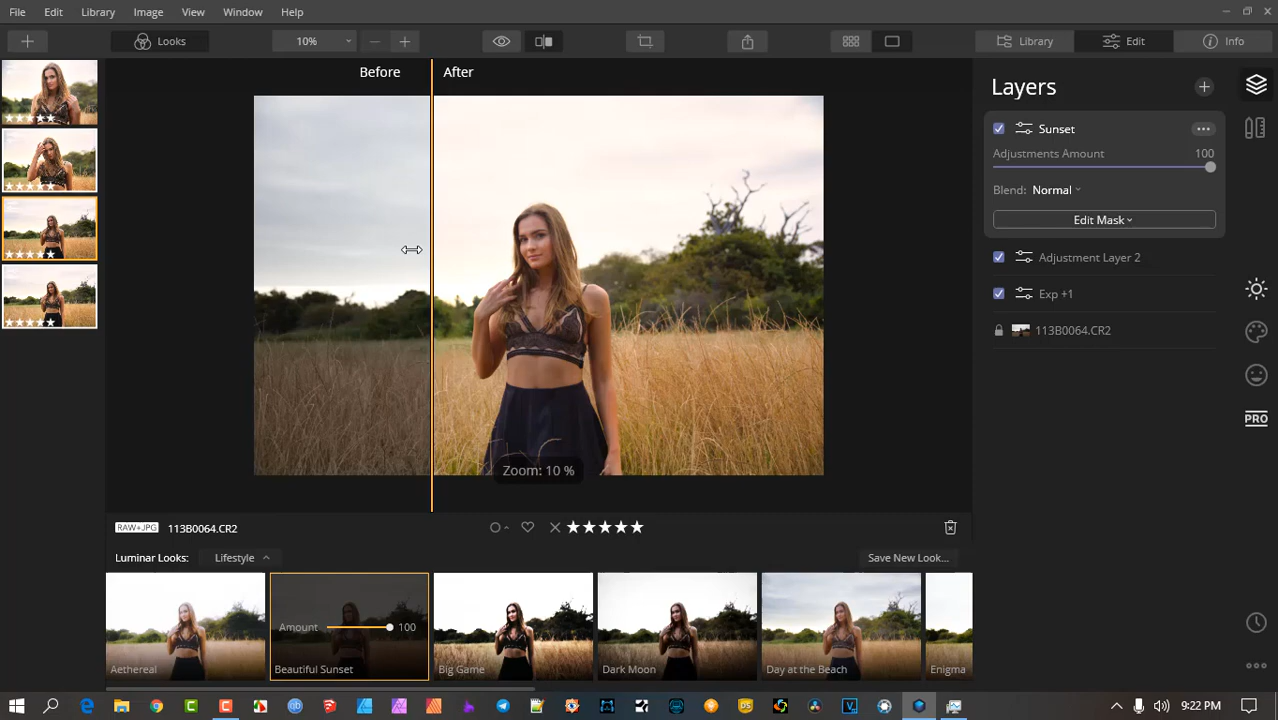 File Edit Library Image View Window Help
Looks 10% Library Edit Info
Before After
Layers
Sunset
Adjustments Amount 100
Blend: Normal
Edit Mask
Adjustment Layer 2
Exp +1
113B0064.CR2
Zoom: 10 %
RAW+JPG 113B0064.CR2
Luminar Looks: Lifestyle Save New Look...
Amount 100
Aethereal Beautiful Sunset Big Game Dark Moon Day at the Beach Enigma
PRO
9:22 PM